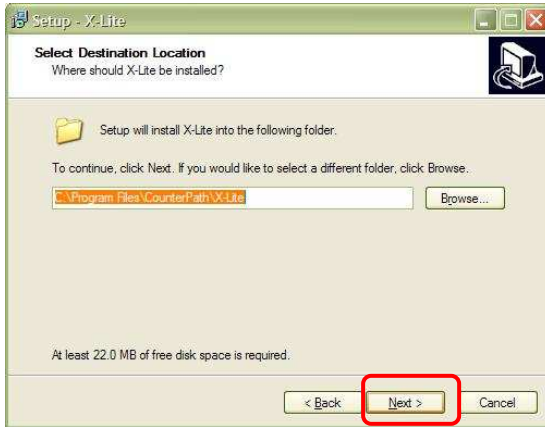 Setup - X-Lite
Select Destination Location
Where should X-Lite be installed?
Setup will install X-Lite into the following folder.
To continue, click Next. If you would like to select a different folder, click Browse.
C:\Program Files\CounterPath\X-Lite
Browse...
At least 22.0 MB of free disk space is required.
< Back Next > Cancel